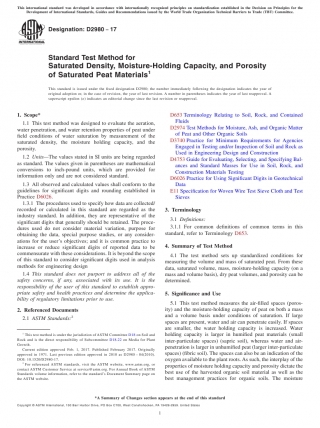 This international standard was developed in accordance with internationally recognized principles on standardization established in the Decision on Principles for the
Development of International Standards, Guides and Recommendations issued by the World Trade Organization Technical Barriers to Trade (TBT) Committee.
Designation: D2980 − 17
Standard Test Method for
Saturated Density, Moisture-Holding Capacity, and Porosity
of Saturated Peat Materials1
This standard is issued under the fixed designation D2980; the number immediately following the designation indicates the year of
original adoption or, in the case of revision, the year of last revision. A number in parentheses indicates the year of last reapproval. A
superscript epsilon (ε) indicates an editorial change since the last revision or reapproval.
1. Scope*
1.1 This test method was designed to evaluate the aeration,
water penetration, and water retention properties of peat under
field conditions of water saturation by measurement of the
saturated density, the moisture holding capacity, and the
porosity.
1.2 Units—The values stated in SI units are being regarded
as standard. The values given in parentheses are mathematical
conversions to inch-pound units, which are provided for
information only and are not considered standard.
1.3 All observed and calculated values shall conform to the
guidelines for significant digits and rounding established in
Practice D6026.
1.3.1 The procedures used to specify how data are collected/
recorded or calculated in this standard are regarded as the
industry standard. In addition, they are representative of the
significant digits that generally should be retained. The proce-
dures used do not consider material variation, purpose for
obtaining the data, special purpose studies, or any consider-
ations for the user's objectives; and it is common practice to
increase or reduce significant digits of reported data to be
commensurate with these considerations. It is beyond the scope
of this standard to consider significant digits used in analysis
methods for engineering design
1.4 This standard does not purport to address all of the
safety concerns, if any, associated with its use. It is the
responsibility of the user of this standard to establish appro-
priate safety and health practices and determine the applica-
bility of regulatory limitations prior to use.
2. Referenced Documents
2.1 ASTM Standards:2
1 This test method is under the jurisdiction of ASTM Committee D18 on Soil and
Rock and is the direct responsibility of Subcommittee D18.22 on Media for Plant
Growth.
Current edition approved Feb. 1, 2017. Published February 2017. Originally
approved in 1971. Last previous edition approved in 2010 as D2980 – 04(2010).
DOI: 10.1520/D2980-17.
2 For referenced ASTM standards, visit the ASTM website, www.astm.org, or
contact ASTM Customer Service at service@astm.org. For Annual Book of ASTM
Standards volume information, refer to the standard's Document Summary page on
the ASTM website.
D653 Terminology Relating to Soil, Rock, and Contained
Fluids
D2974 Test Methods for Moisture, Ash, and Organic Matter
of Peat and Other Organic Soils
D3740 Practice for Minimum Requirements for Agencies
Engaged in Testing and/or Inspection of Soil and Rock as
Used in Engineering Design and Construction
D4753 Guide for Evaluating, Selecting, and Specifying Bal-
ances and Standard Masses for Use in Soil, Rock, and
Construction Materials Testing
D6026 Practice for Using Significant Digits in Geotechnical
Data
E11 Specification for Woven Wire Test Sieve Cloth and Test
Sieves
3. Terminology
3.1 Definitions:
3.1.1 For common definitions of common terms in this
standard, refer to Terminology D653.
4. Summary of Test Method
4.1 The test method sets up standardized conditions for
measuring the volume and mass of saturated peat. From these
data, saturated volume, mass, moisture-holding capacity (on a
mass and volume basis), dry peat volume, and porosity can be
determined.
5. Significance and Use
5.1 This test method measures the air-filled spaces (poros-
ity) and the moisture-holding capacity of peat on both a mass
and a volume basis under conditions of saturation. If large
spaces are present, water and air can penetrate easily. If spaces
are smaller, the water holding capacity is increased. Water
holding capacity is larger in humified peat materials (small
inter-particulate spaces) (sapric soil), whereas water and air-
penetration is larger in unhumified peat (larger inter-particulate
spaces) (fibric soil). The spaces can also be an indication of the
oxygen available to the plant roots. As such, the interplay of the
properties of moisture holding capacity and porosity dictate the
best use of the harvested organic soil material as well as the
best management practices for organic soils. The moisture
*A Summary of Changes section appears at the end of this standard
Copyright © ASTM International, 100 Barr Harbor Drive, PO Box C700, West Conshohocken, PA 19428-2959. United States
1